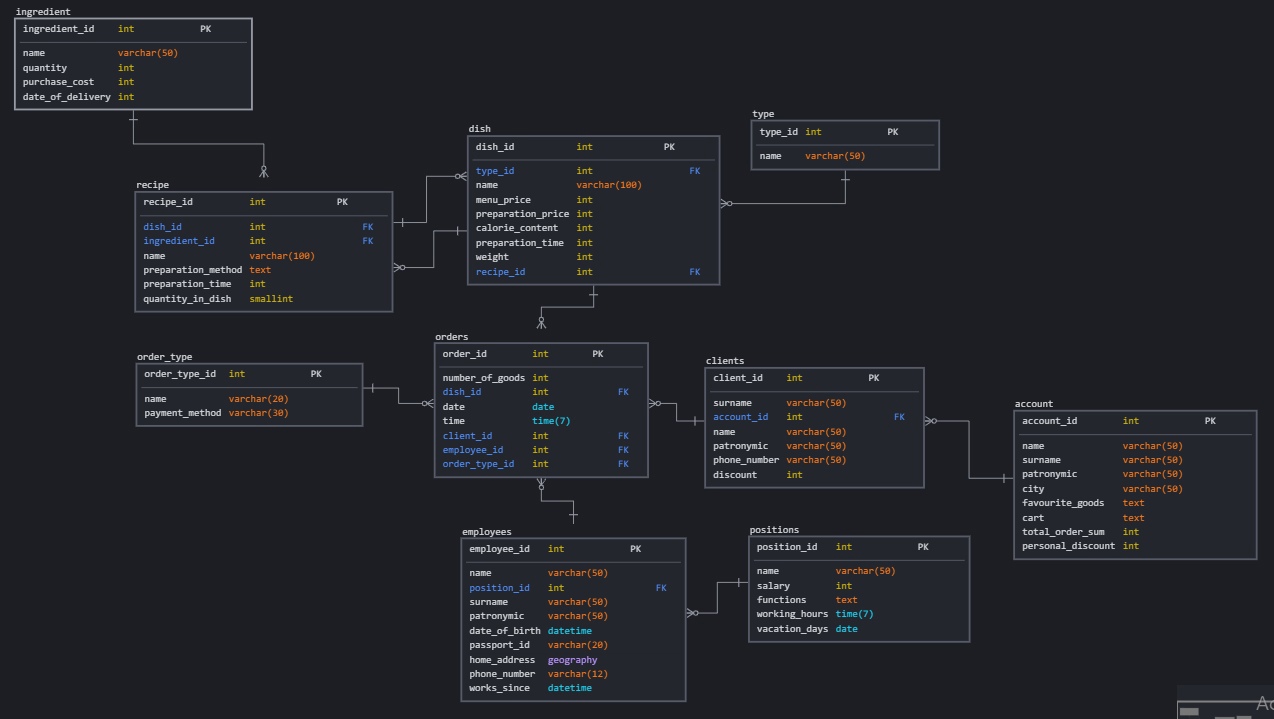 ingredient
ingredient_id int PK
name varchar(50)
quantity int
purchase_cost int
date_of_delivery int
type
type_id int PK
name varchar(50)
dish
dish_id int PK
type_id int FK
name varchar(100)
menu_price int
preparation_price int
calorie_content int
preparation_time int
weight int
recipe_id int FK
recipe
recipe_id int PK
dish_id int FK
ingredient_id int FK
name varchar(100)
preparation_method text
preparation_time int
quantity_in_dish smallint
orders
order_id int PK
number_of_goods int
dish_id int FK
date date
time time(7)
client_id int FK
employee_id int FK
order_type_id int FK
order_type
order_type_id int PK
name varchar(20)
payment_method varchar(30)
clients
client_id int PK
surname varchar(50)
account_id int FK
name varchar(50)
patronymic varchar(50)
phone_number varchar(50)
discount int
account
account_id int PK
name varchar(50)
surname varchar(50)
patronymic varchar(50)
city varchar(50)
favourite_goods text
cart text
total_order_sum int
personal_discount int
employees
employee_id int PK
name varchar(50)
position_id int FK
surname varchar(50)
patronymic varchar(50)
date_of_birth datetime
passport_id varchar(20)
home_address geography
phone_number varchar(12)
works_since datetime
positions
position_id int PK
name varchar(50)
salary int
functions text
working_hours time(7)
vacation_days date